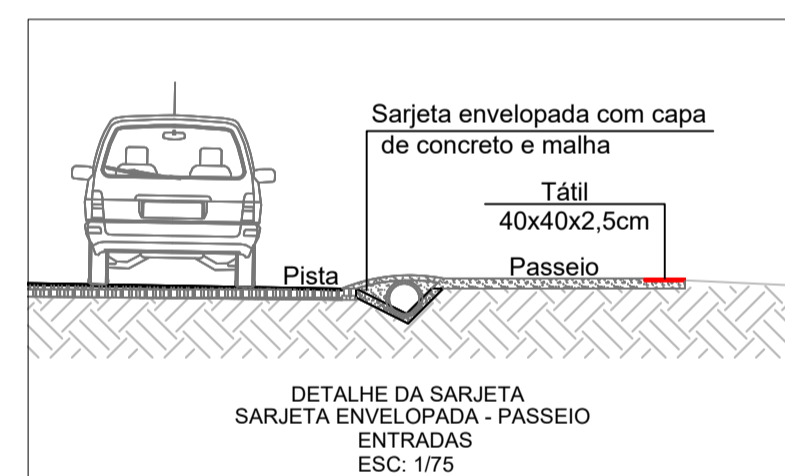 Sarjeta envelopada com capa
de concreto e malha
Tátil
40x40x2,5cm
Pista
Passeio
DETALHE DA SARJETA
SARJETA ENVELOPADA - PASSEIO
ENTRADAS
ESC: 1/75